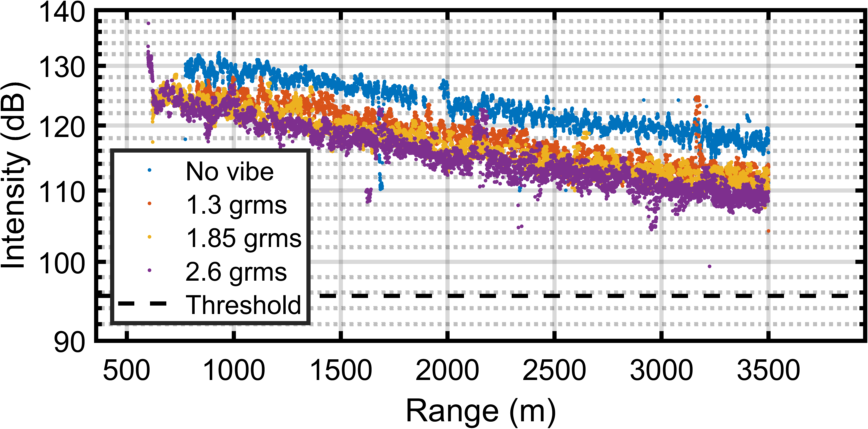 140
130
120
110
100
90
Intensity (dB)
No vibe
1.3 grms
1.85 grms
2.6 grms
Threshold
500 1000 1500 2000 2500 3000 3500
Range (m)